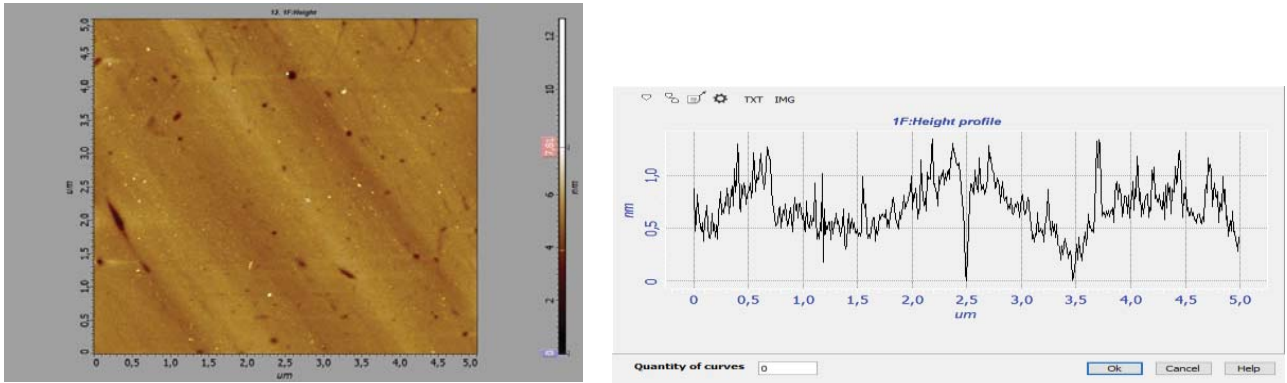 12. 1F:Height
5,0
4,5
4,0
3,5
3,0
um
2,5
2,0
1,5
1,0
0,5
0
0 0,5 1,0 1,5 2,0 2,5 3,0 3,5 4,0 4,5 5,0
um
12
10
7,81
nm
6
4
2
0
TXT IMG
1F:Height profile
1,0
nm
0,5
0
0 0,5 1,0 1,5 2,0 2,5 3,0 3,5 4,0 4,5 5,0
um
Quantity of curves 0 Ok Cancel Help